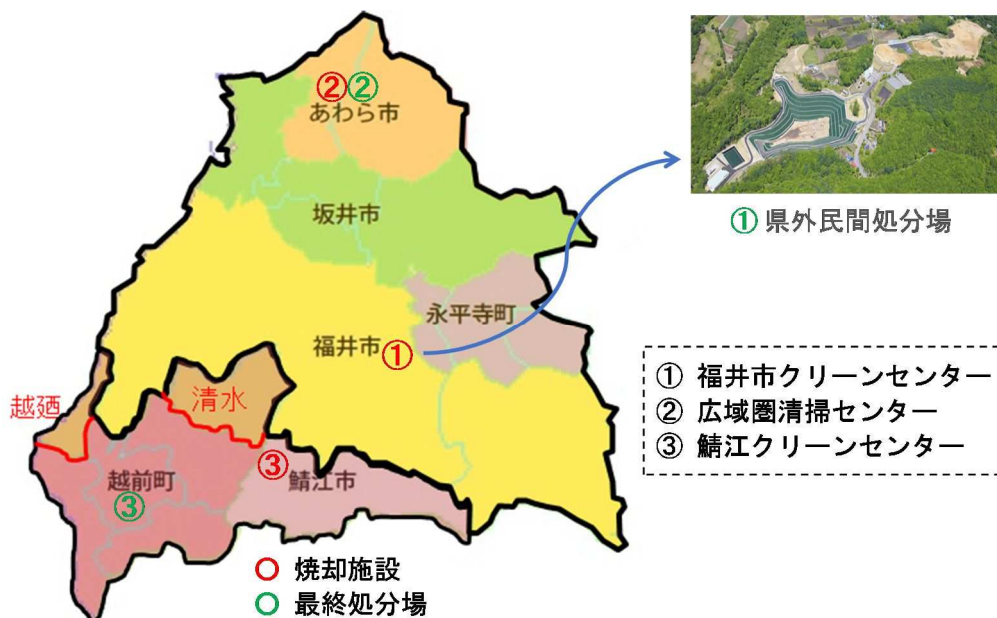 ② ②
あわら市
坂井市
① 県外民間処分場
永平寺町
福井市 ①
越廼
清水
③
越前町
鯖江市
③
① 福井市クリーンセンター
② 広域圏清掃センター
③ 鯖江クリーンセンター
焼却施設
最終処分場